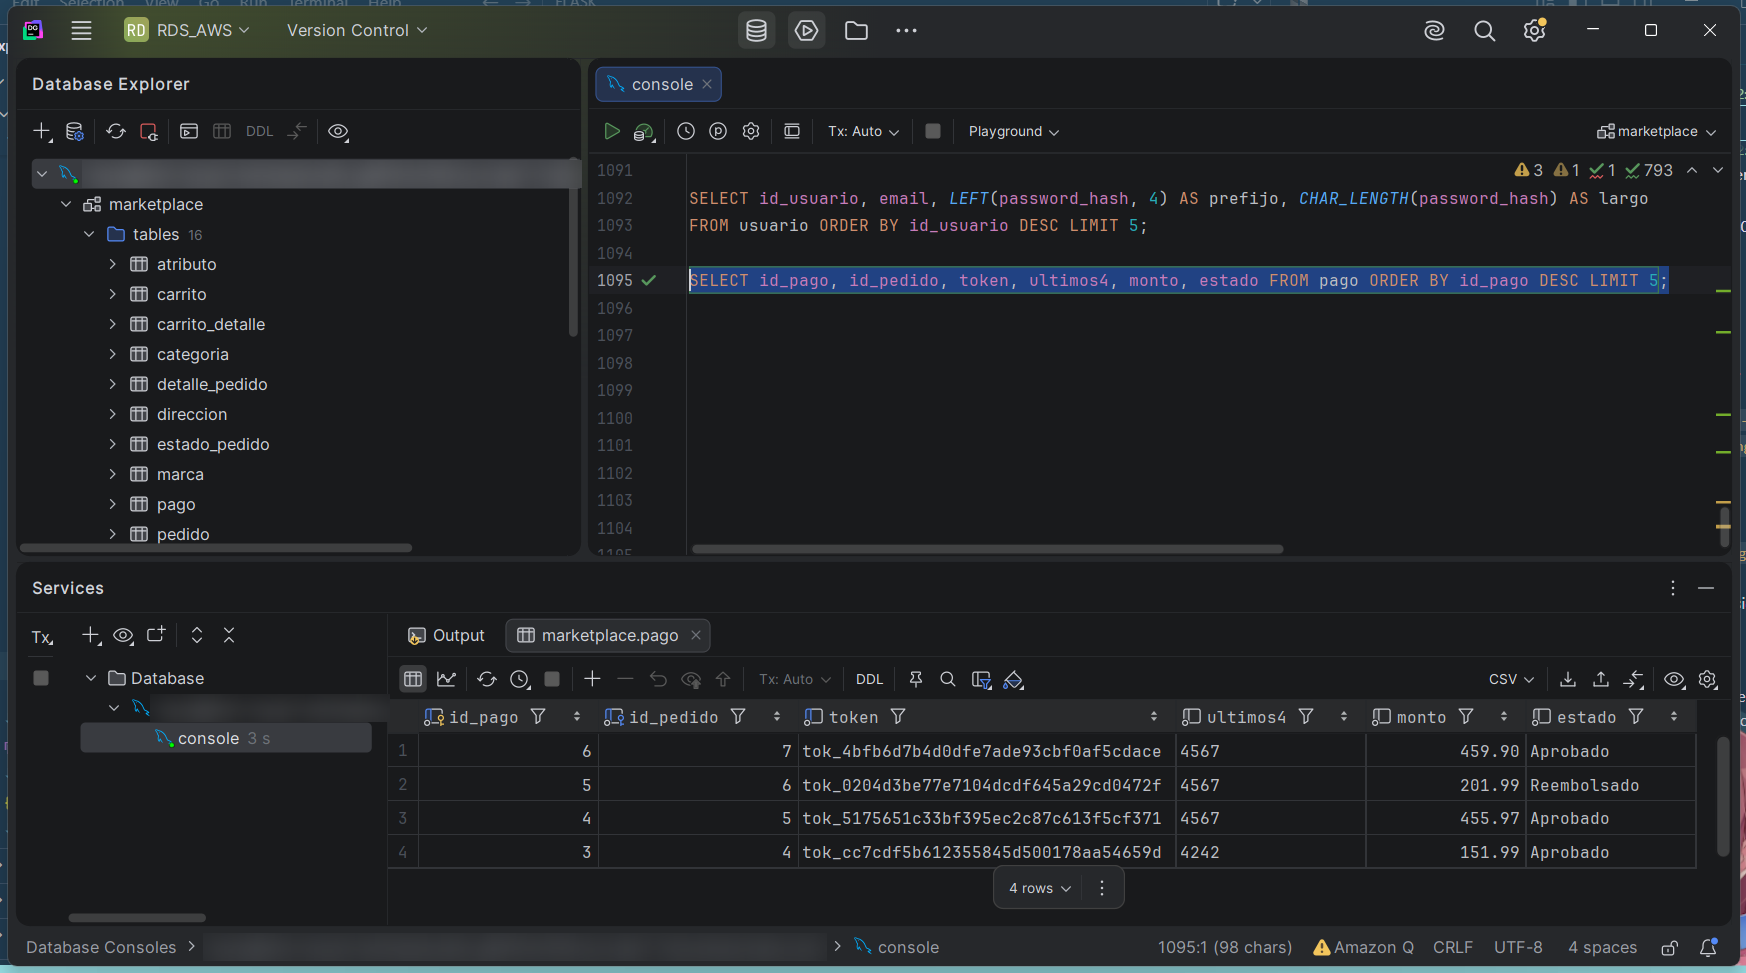 RD RDS_AWS Version Control
Database Explorer
DDL
marketplace
tables 16
atributo
carrito
carrito_detalle
categoria
detalle_pedido
direccion
estado_pedido
marca
pago
pedido
console
Tx: Auto Playground marketplace
3 1 1 793
1091
1092 SELECT id_usuario, email, LEFT(password_hash, 4) AS prefijo, CHAR_LENGTH(password_hash) AS largo
1093 FROM usuario ORDER BY id_usuario DESC LIMIT 5;
1094
1095 SELECT id_pago, id_pedido, token, ultimos4, monto, estado FROM pago ORDER BY id_pago DESC LIMIT 5;
1096
1097
1098
1099
1100
1101
1102
1103
1104
1105
Services
Tx
Database
console 3 s
Output marketplace.pago
Tx: Auto DDL CSV
id_pago id_pedido token ultimos4 monto estado
1 6 7 tok_4bfb6d7b4d0dfe7ade93cbf0af5cdace 4567 459.90 Aprobado
2 5 6 tok_0204d3be77e7104dcdf645a29cd0472f 4567 201.99 Reembolsado
3 4 5 tok_5175651c33bf395ec2c87c613f5cf371 4567 455.97 Aprobado
4 3 4 tok_cc7cdf5b612355845d500178aa54659d 4242 151.99 Aprobado
4 rows
Database Consoles console 1095:1 (98 chars) Amazon Q CRLF UTF-8 4 spaces